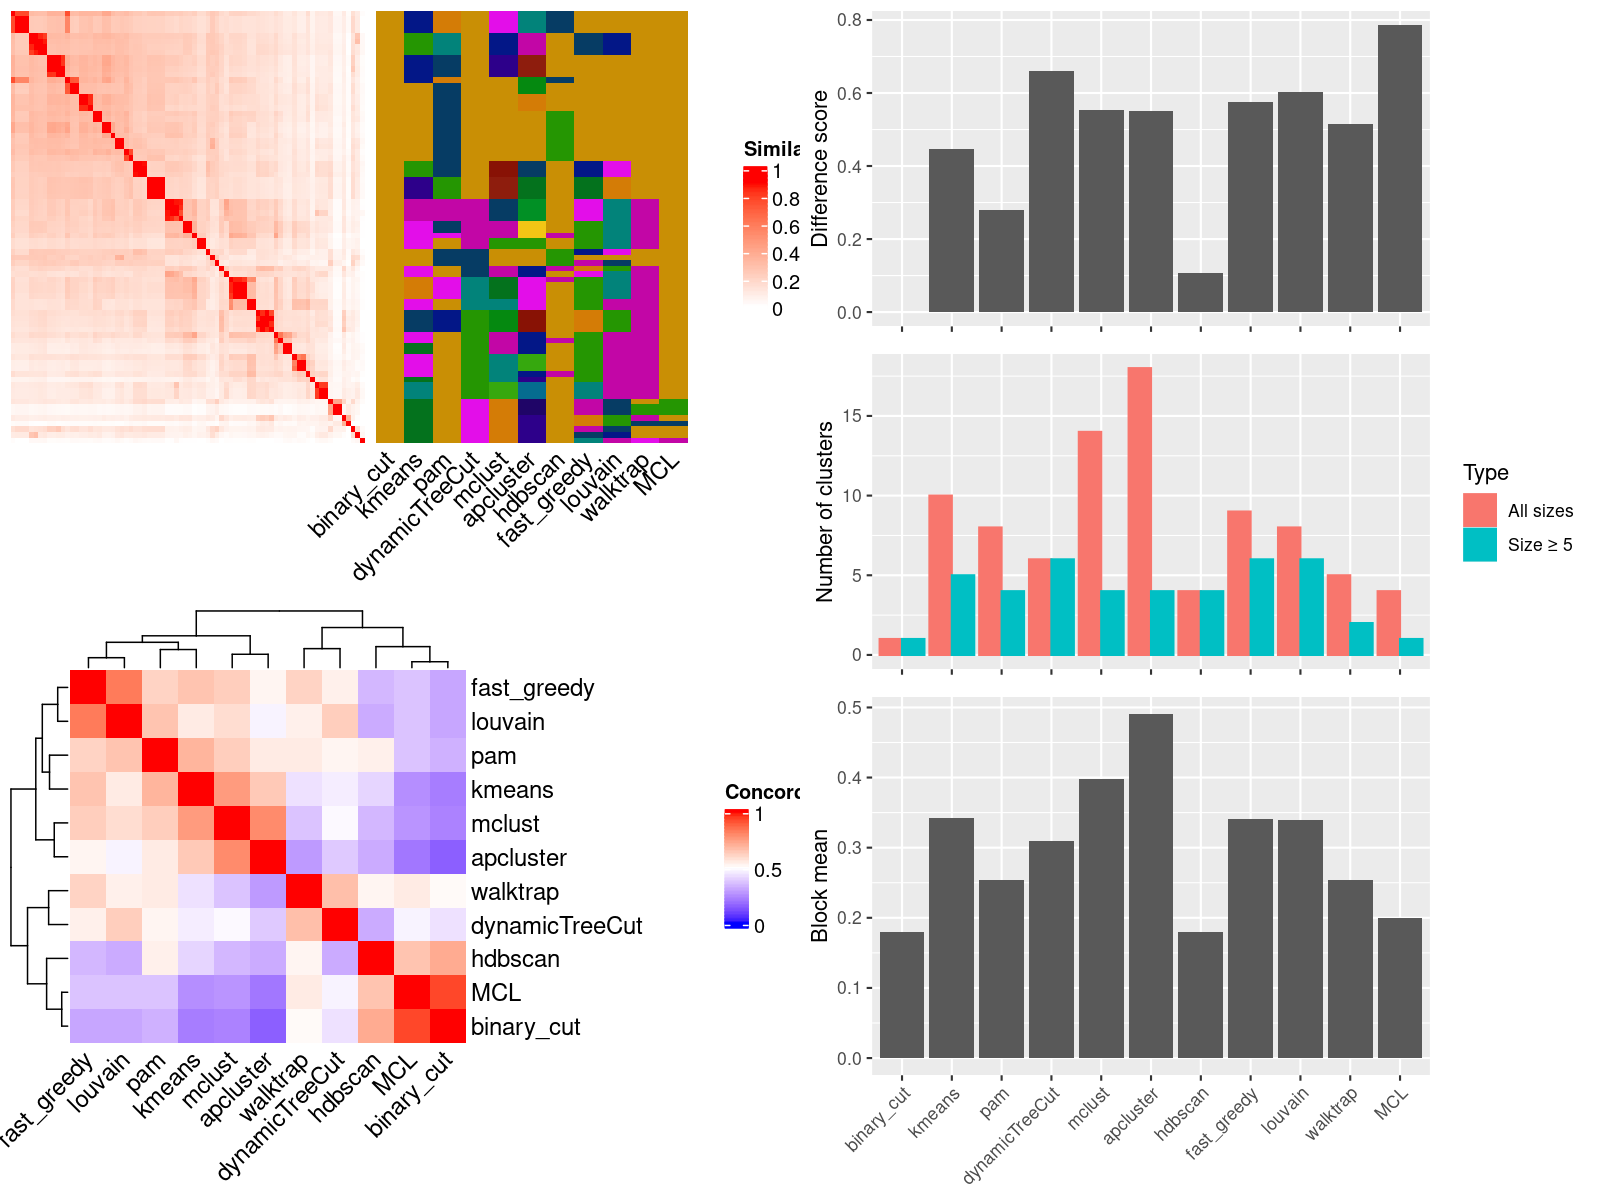 Simila
1
0.8
0.6
0.4
0.2
0
binary_cut
kmeans
pam
dynamicTreeCut
mclust
apcluster
hdbscan
fast_greedy
louvain
walktrap
MCL
fast_greedy
louvain
pam
kmeans
mclust
apcluster
walktrap
dynamicTreeCut
hdbscan
MCL
binary_cut
Concord
1
0.5
0
fast_greedy
louvain
pam
kmeans
mclust
apcluster
walktrap
dynamicTreeCut
hdbscan
MCL
binary_cut
Difference score
0.8
0.6
0.4
0.2
0.0
Number of clusters
15
10
5
0
Type
All sizes
Size ≥ 5
Block mean
0.5
0.4
0.3
0.2
0.1
0.0
binary_cut
kmeans
pam
dynamicTreeCut
mclust
apcluster
hdbscan
fast_greedy
louvain
walktrap
MCL